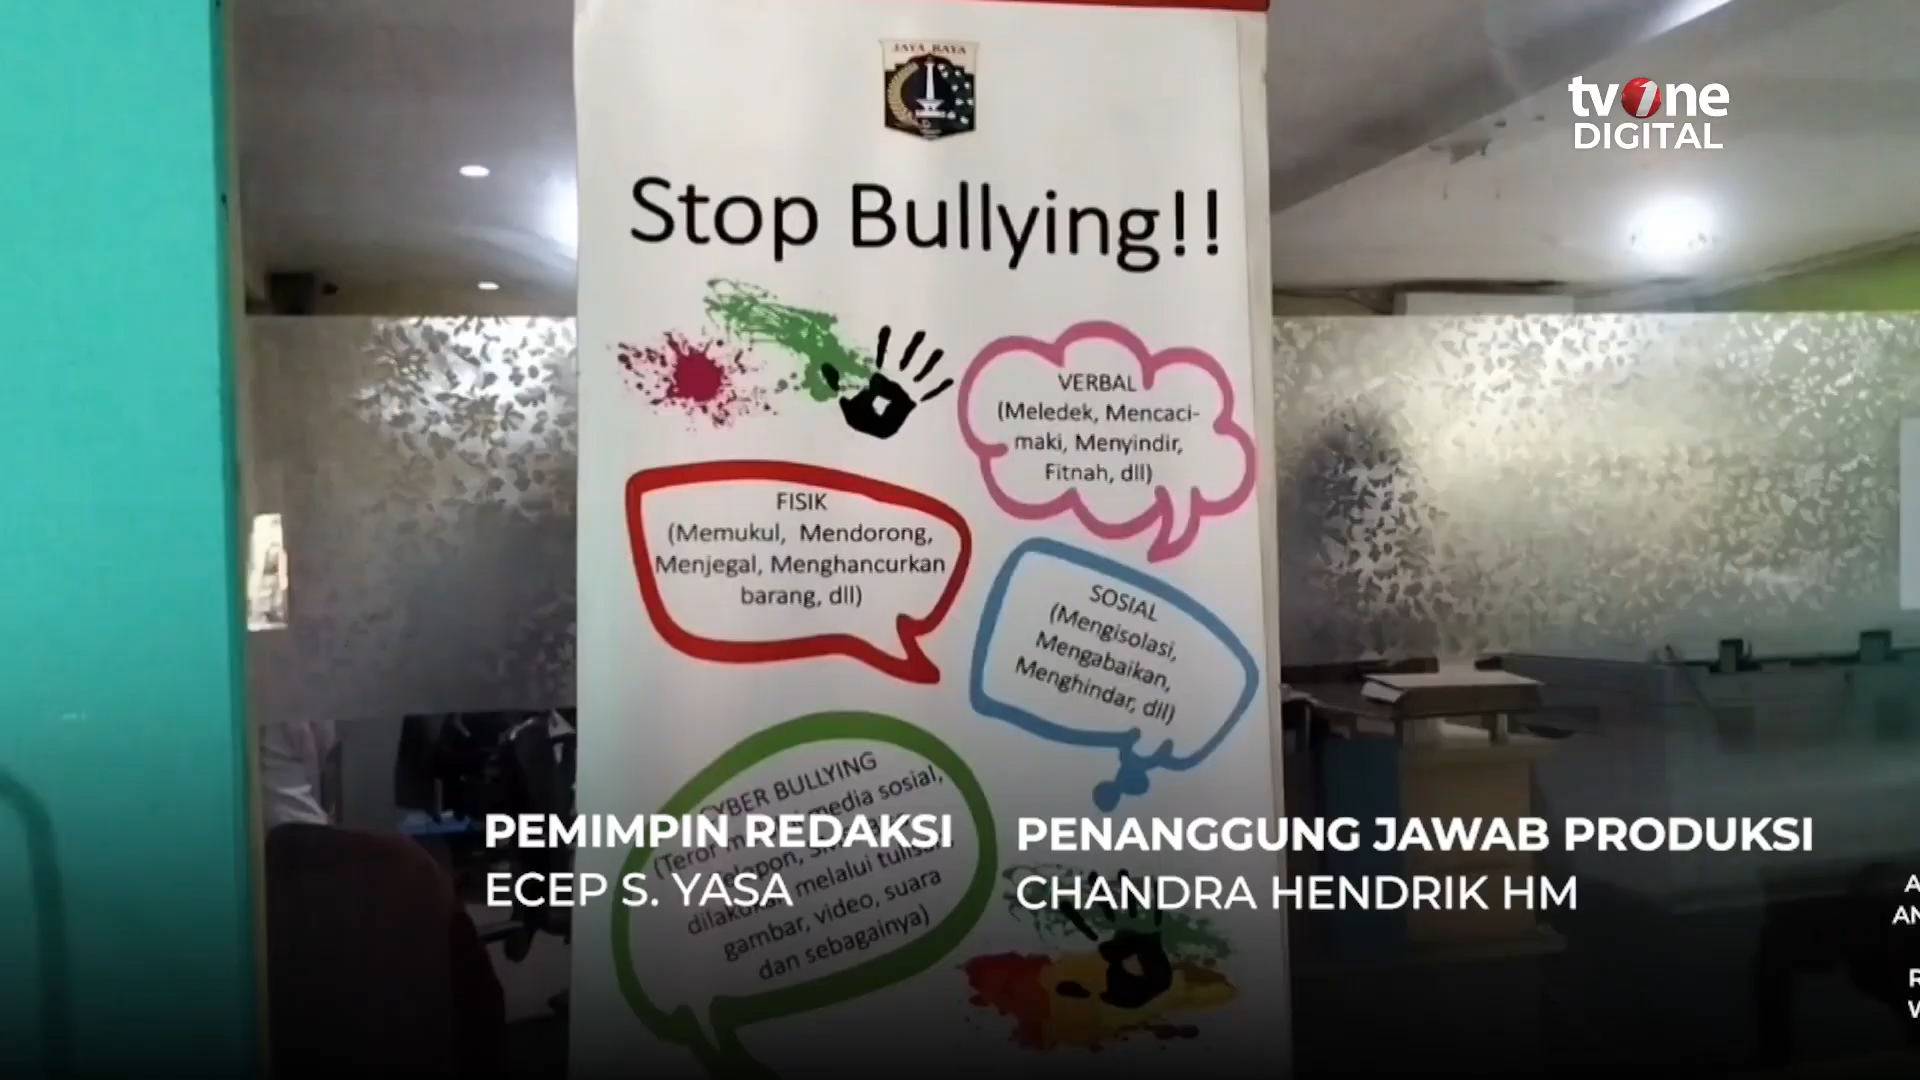 JAYA RAYA
tvOne
DIGITAL
Stop Bullying!!
VERBAL
(Meledek, Mencaci-
maki, Menyindir,
Fitnah, dll)
FISIK
(Memukul, Mendorong,
Menjegal, Menghancurkan
barang, dll)
SOSIAL
(Mengisolasi,
Mengabaikan,
Menghindar, dll)
CYBER BULLYING
(Teror media sosial,
dilakukan melalui
gambar, video, suara
dan sebagainya)
PEMIMPIN REDAKSI
ECEP S. YASA
PENANGGUNG JAWAB PRODUKSI
CHANDRA HENDRIK HM